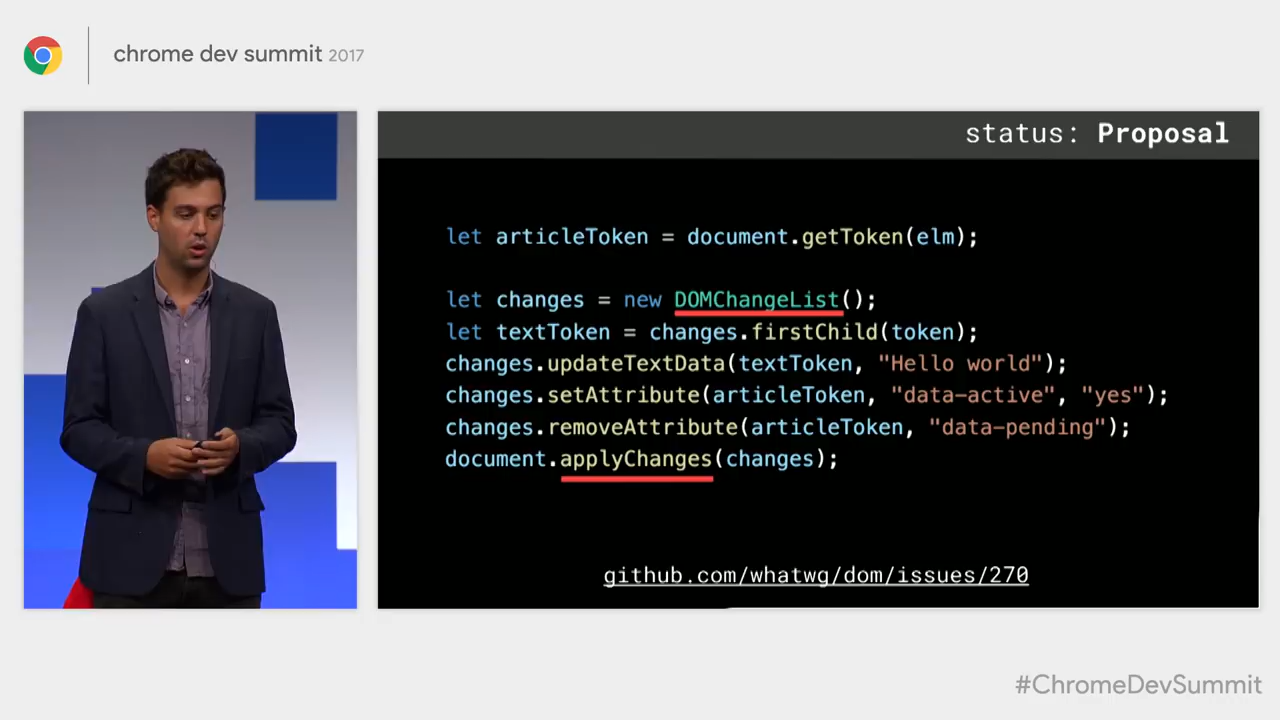 chrome dev summit 2017
status: Proposal
let articleToken = document.getToken(elm);
let changes = new DOMChangeList();
let textToken = changes.firstChild(token);
changes.updateTextData(textToken, "Hello world");
changes.setAttribute(articleToken, "data-active", "yes");
changes.removeAttribute(articleToken, "data-pending");
document.applyChanges(changes);
github.com/whatwg/dom/issues/270
#ChromeDevSummit